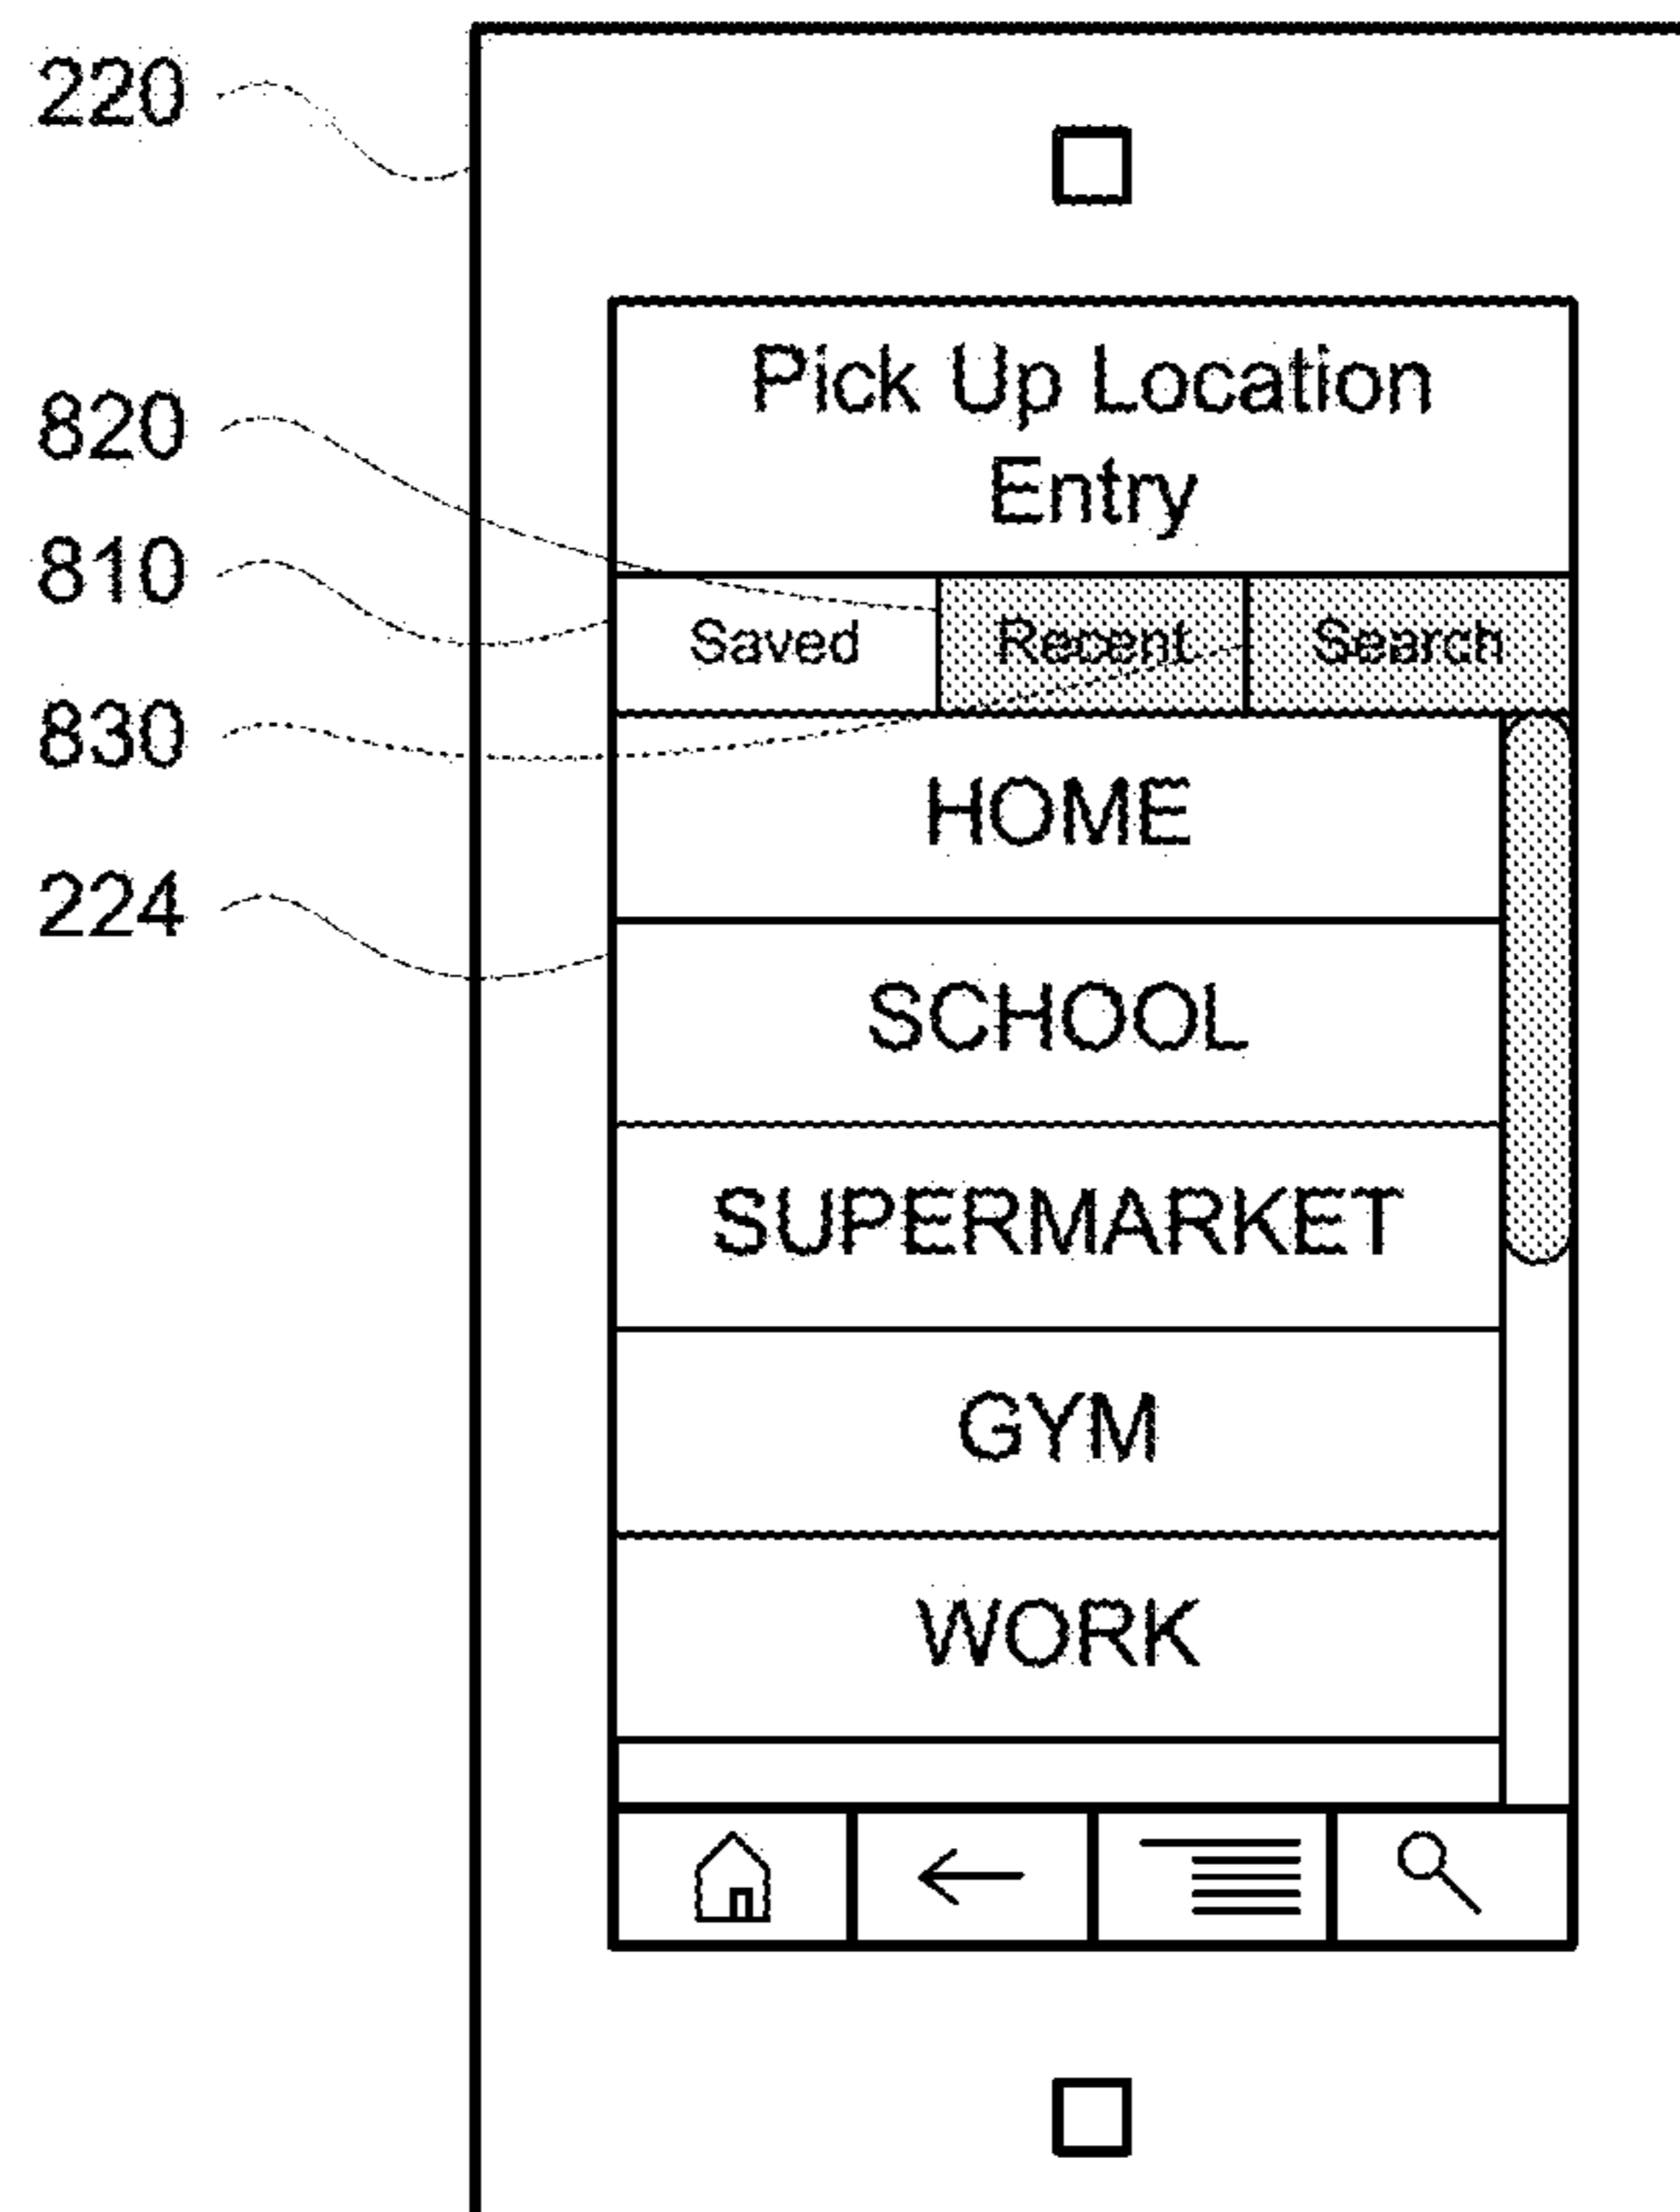 220
Pick Up Location
Entry
820
810
Saved Recent Search
830
HOME
224
SCHOOL
SUPERMARKET
GYM
WORK